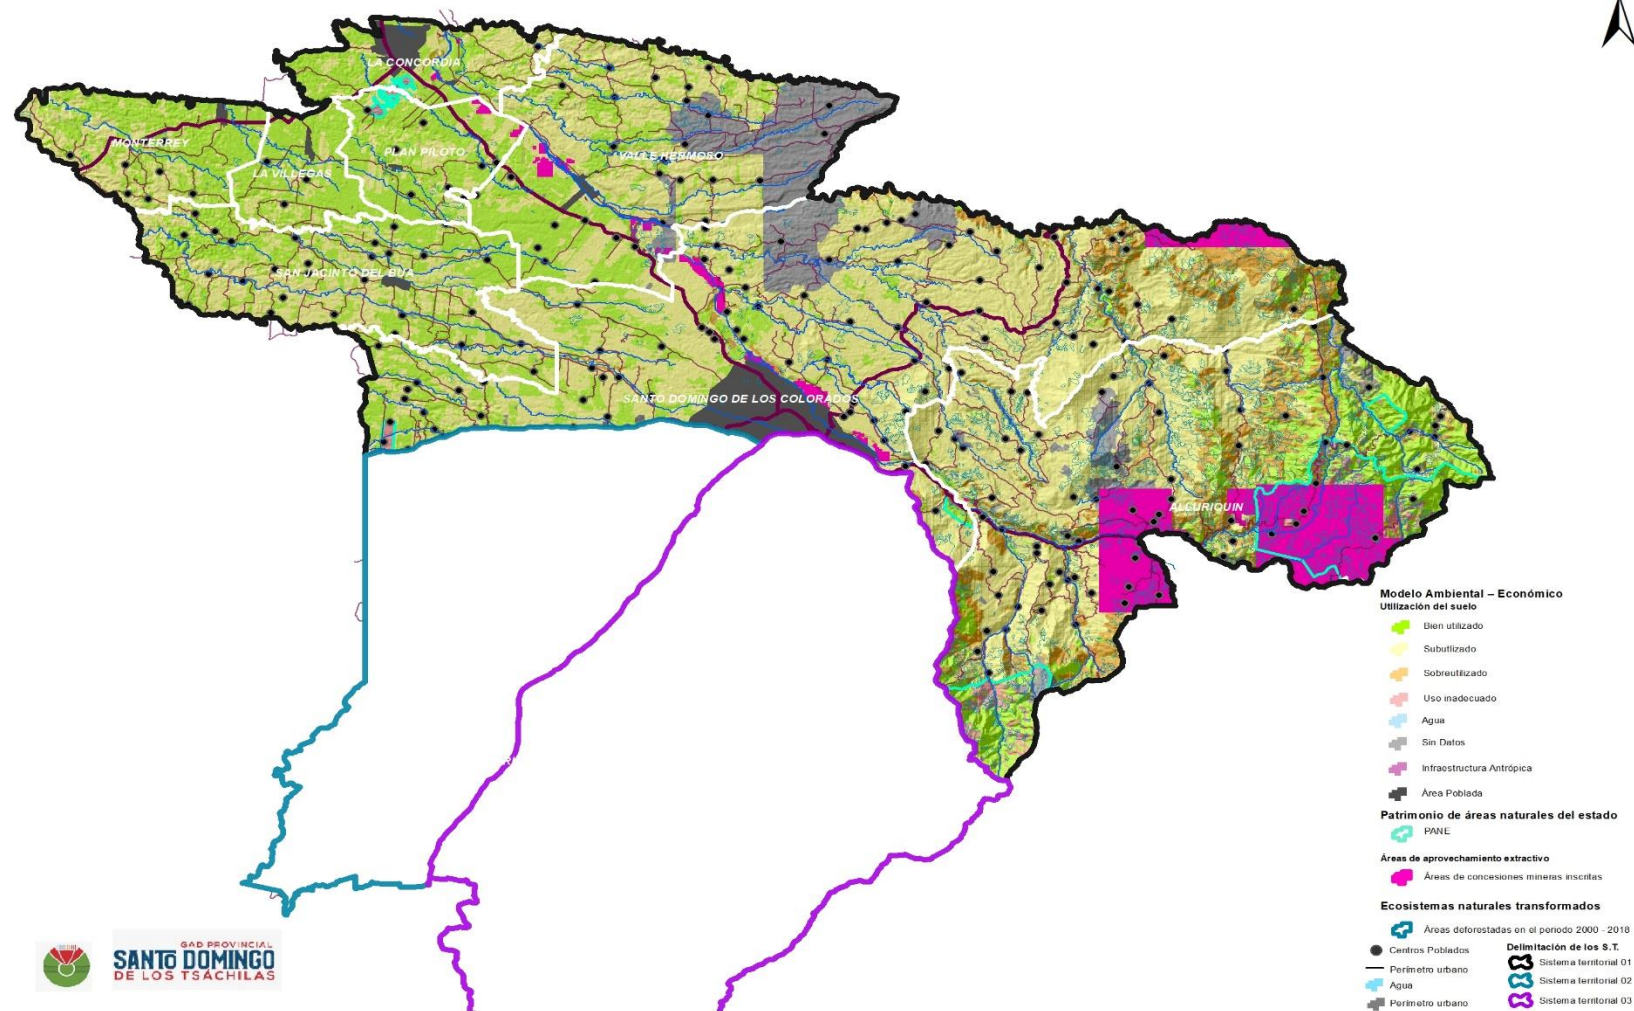 LA CONCORDIA
MONTERREY
PLAN PILOTO
VALLE HERMOSO
LA VILLEGAS
SAN JACINTO DEL BUA
SANTO DOMINGO DE LOS COLORADOS
ALLURIQUIN
Modelo Ambiental – Económico
Utilización del suelo
Bien utilizado
Subutlizado
Sobreutilizado
Uso inadecuado
Agua
Sin Datos
Infraestructura Antrópica
Área Poblada
Patrimonio de áreas naturales del estado
PANE
Áreas de aprovechamiento extractivo
Áreas de concesiones mineras inscritas
Ecosistemas naturales transformados
Áreas deforestadas en el periodo 2000 - 2018
Centros Poblados
Perímetro urbano
Agua
Perímetro urbano
Delimitación de los S.T.
Sistema territorial 01
Sistema territorial 02
Sistema territorial 03
GAD PROVINCIAL
SANTO DOMINGO
DE LOS TSÁCHILAS